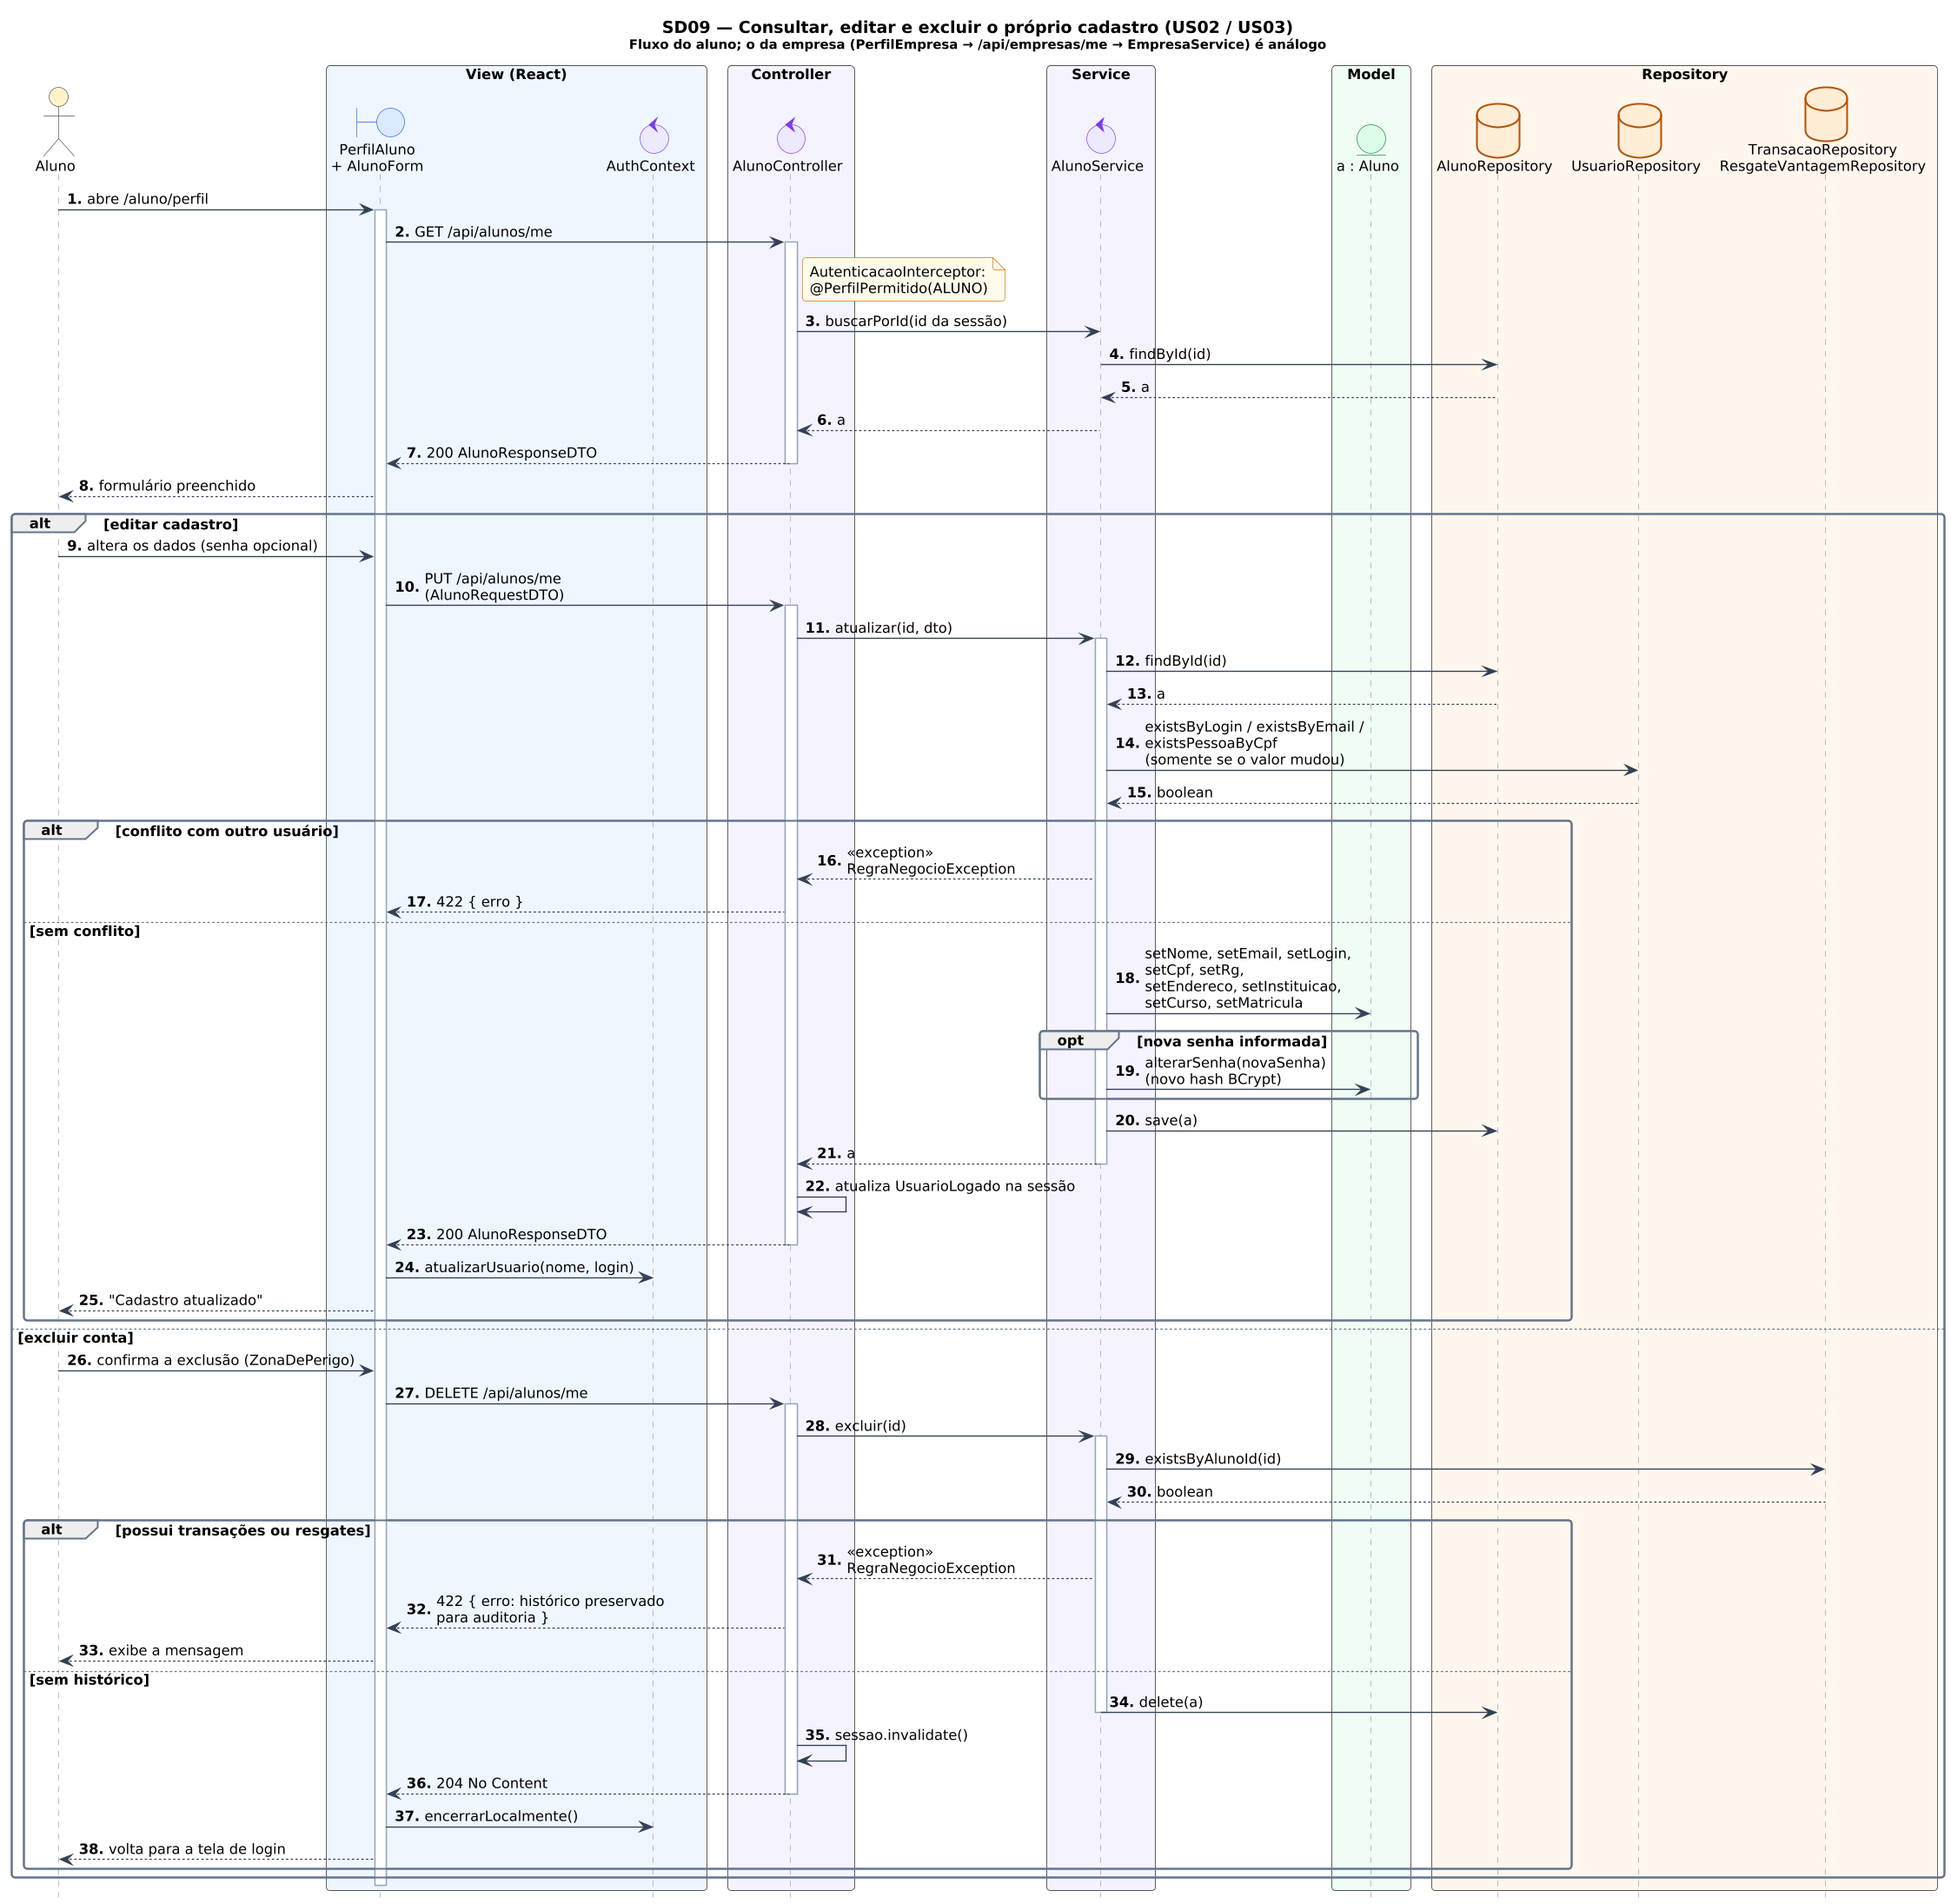 SD09 — Consultar, editar e excluir o próprio cadastro (US02 / US03)
Fluxo do aluno; o da empresa (PerfilEmpresa → /api/empresas/me → EmpresaService) é análogo
View (React)
Controller
Service
Model
Repository
Aluno
PerfilAluno
+ AlunoForm
AuthContext
AlunoController
AlunoService
a : Aluno
AlunoRepository
UsuarioRepository
TransacaoRepository
ResgateVantagemRepository
1. abre /aluno/perfil
2. GET /api/alunos/me
AutenticacaoInterceptor:
@PerfilPermitido(ALUNO)
3. buscarPorId(id da sessão)
4. findById(id)
5. a
6. a
7. 200 AlunoResponseDTO
8. formulário preenchido
alt [editar cadastro]
9. altera os dados (senha opcional)
10. PUT /api/alunos/me
(AlunoRequestDTO)
11. atualizar(id, dto)
12. findById(id)
13. a
14. existsByLogin / existsByEmail /
existsPessoaByCpf
(somente se o valor mudou)
15. boolean
alt [conflito com outro usuário]
16. «exception»
RegraNegocioException
17. 422 { erro }
[sem conflito]
18. setNome, setEmail, setLogin,
setCpf, setRg,
setEndereco, setInstituicao,
setCurso, setMatricula
opt [nova senha informada]
19. alterarSenha(novaSenha)
(novo hash BCrypt)
20. save(a)
21. a
22. atualiza UsuarioLogado na sessão
23. 200 AlunoResponseDTO
24. atualizarUsuario(nome, login)
25. "Cadastro atualizado"
[excluir conta]
26. confirma a exclusão (ZonaDePerigo)
27. DELETE /api/alunos/me
28. excluir(id)
29. existsByAlunoId(id)
30. boolean
alt [possui transações ou resgates]
31. «exception»
RegraNegocioException
32. 422 { erro: histórico preservado
para auditoria }
33. exibe a mensagem
[sem histórico]
34. delete(a)
35. sessao.invalidate()
36. 204 No Content
37. encerrarLocalmente()
38. volta para a tela de login